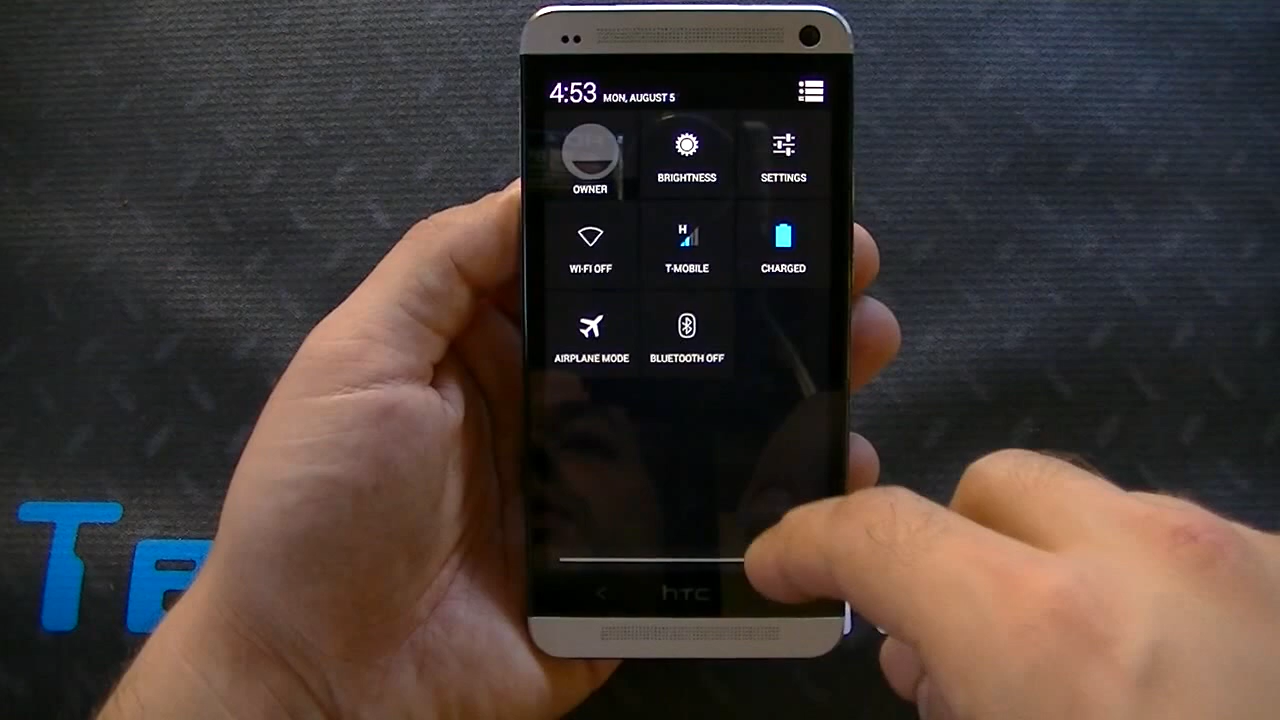 4:53 MON, AUGUST 5
OWNER
BRIGHTNESS
SETTINGS
WI-FI OFF
H
T-MOBILE
CHARGED
AIRPLANE MODE
BLUETOOTH OFF
hTC